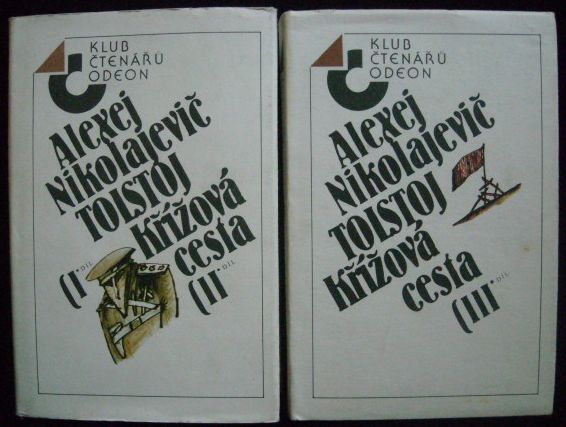 KLUB
ČTENÁŘŮ
ODEON
Alexej
Nikolajevič
TOLSTOJ
Křížová
cesta
(I. DÍL
(II. DÍL
KLUB
ČTENÁŘŮ
ODEON
Alexej
Nikolajevič
TOLSTOJ
Křížová
cesta
(III. DÍL